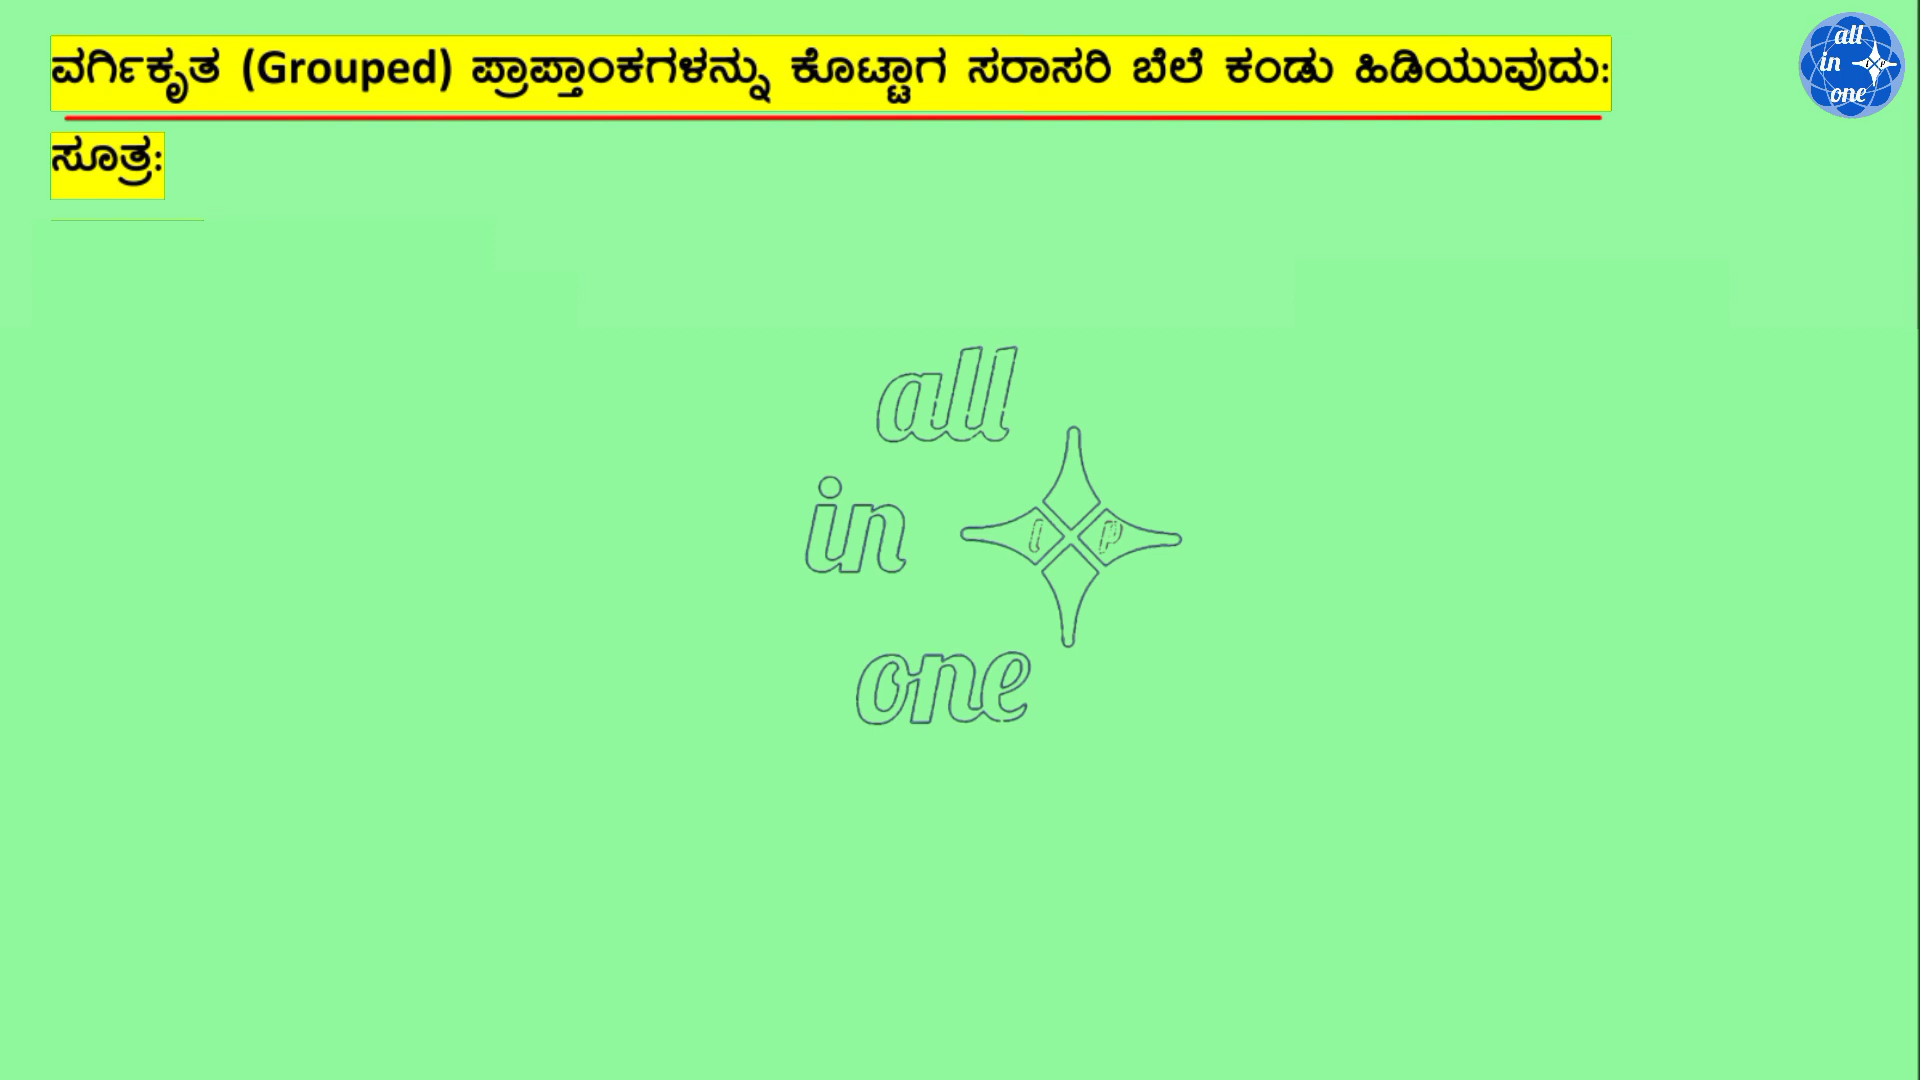 ವರ್ಗಿಕೃತ (Grouped) ಪ್ರಾಪ್ತಾಂಕಗಳನ್ನು ಕೊಟ್ಟಾಗ ಸರಾಸರಿ ಬೆಲೆ ಕಂಡು ಹಿಡಿಯುವುದು:
ಸೂತ್ರ:
all
in
I P
one
all
in
I P
one